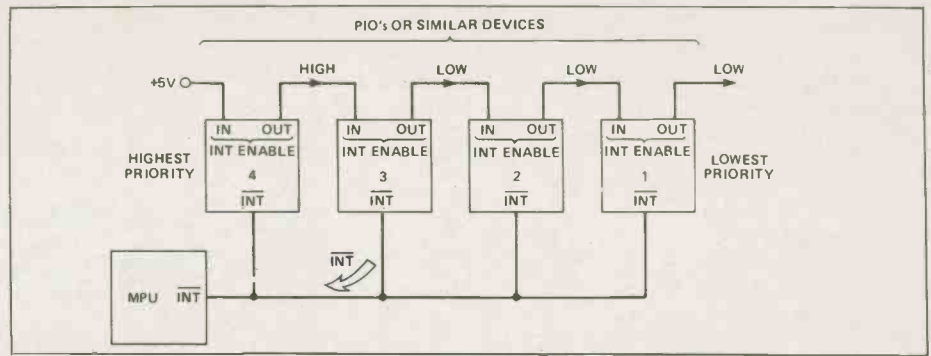 PIO's OR SIMILAR DEVICES
+5V HIGH LOW LOW LOW
IN OUT IN OUT IN OUT IN OUT
HIGHEST PRIORITY
INT ENABLE INT ENABLE INT ENABLE INT ENABLE
LOWEST PRIORITY
4 3 2 1
INT INT INT INT
INT
MPU INT